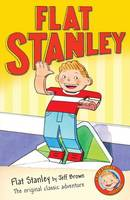 FLAT
STANLEY
Flat Stanley by Jeff Brown
The original classic adventure